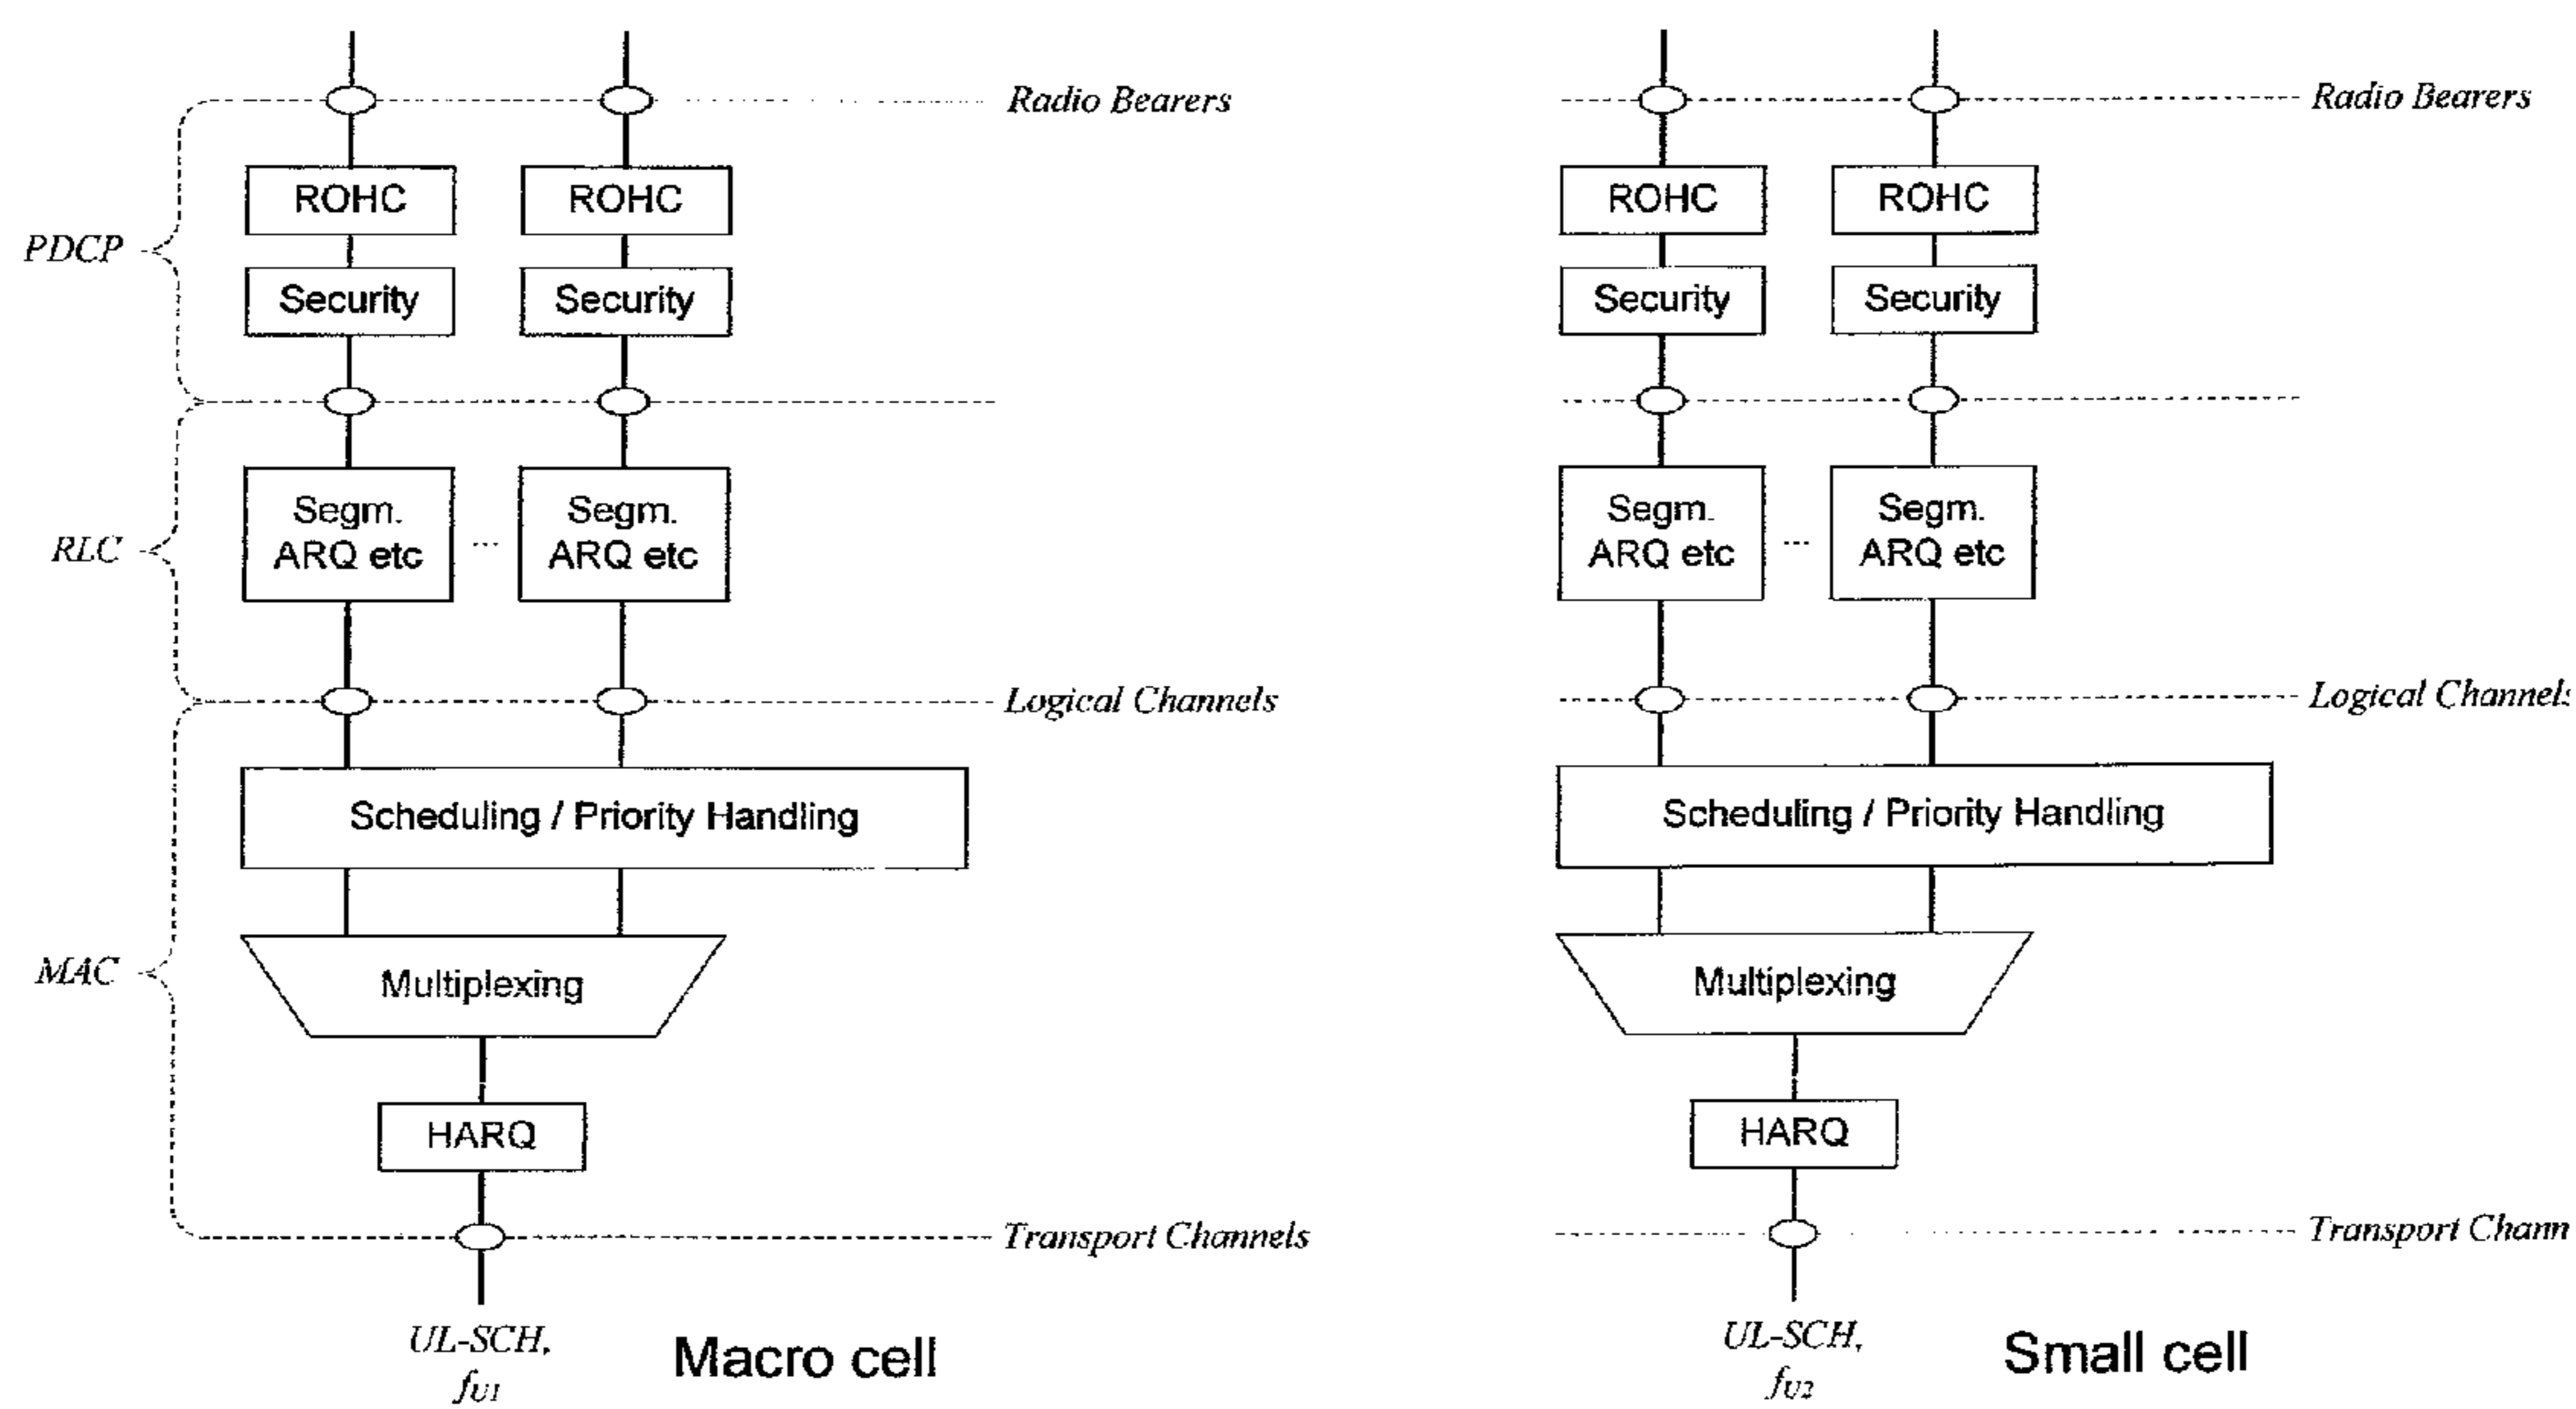 Radio Bearers
Radio Bearers
ROHC
ROHC
ROHC
ROHC
PDCP
Security
Security
Security
Security
Segm.
ARQ etc
...
Segm.
ARQ etc
Segm.
ARQ etc
...
Segm.
ARQ etc
RLC
Logical Channels
Logical Channels
Scheduling / Priority Handling
Scheduling / Priority Handling
MAC
Multiplexing
Multiplexing
HARQ
HARQ
Transport Channels
Transport Chann
UL-SCH,
fU1
Macro cell
UL-SCH,
fU2
Small cell